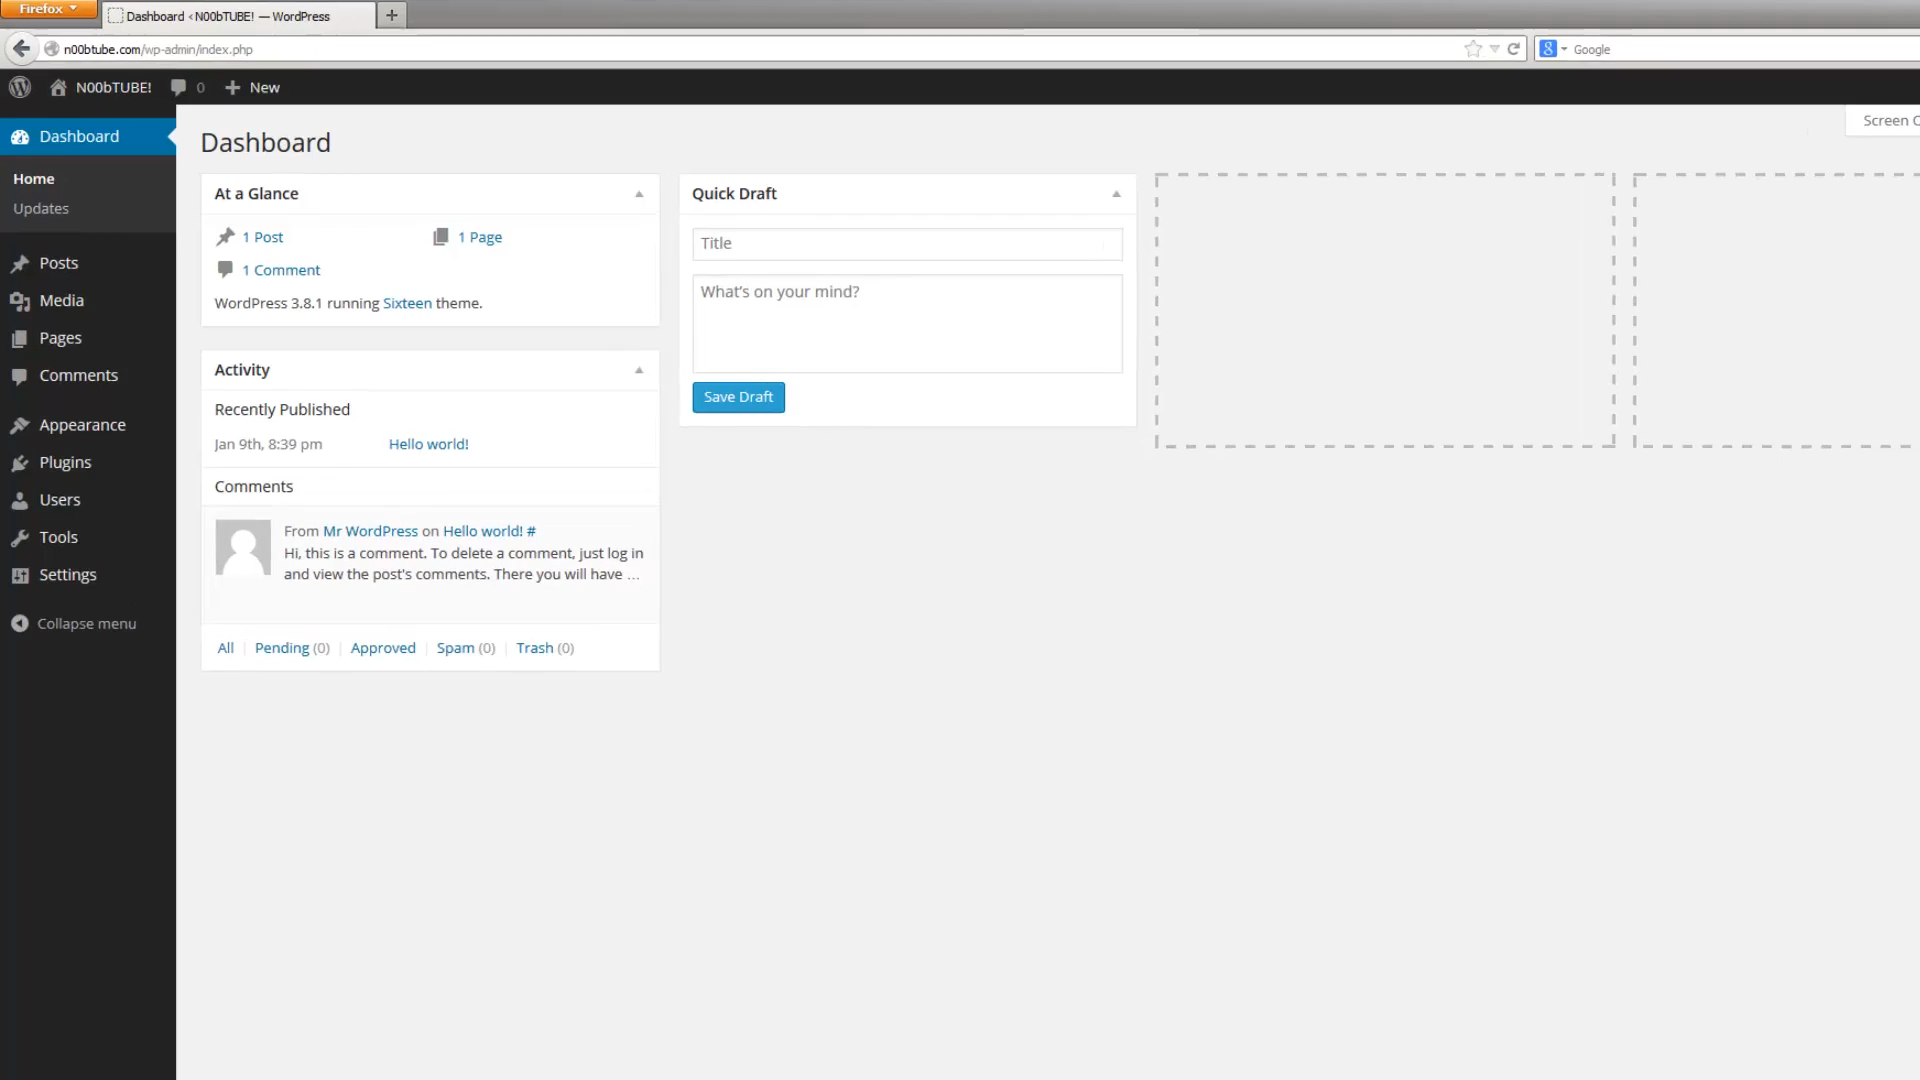 Firefox
Dashboard ‹ N00bTUBE! — WordPress
n00btube.com/wp-admin/index.php
Google
N00bTUBE!
0
New
Screen O
Dashboard
Home
Updates
Posts
Media
Pages
Comments
Appearance
Plugins
Users
Tools
Settings
Collapse menu
Dashboard
At a Glance
1 Post
1 Page
1 Comment
WordPress 3.8.1 running Sixteen theme.
Activity
Recently Published
Jan 9th, 8:39 pm
Hello world!
Comments
From Mr WordPress on Hello world! #
Hi, this is a comment. To delete a comment, just log in
and view the post's comments. There you will have …
All | Pending (0) | Approved | Spam (0) | Trash (0)
Quick Draft
Title
What's on your mind?
Save Draft